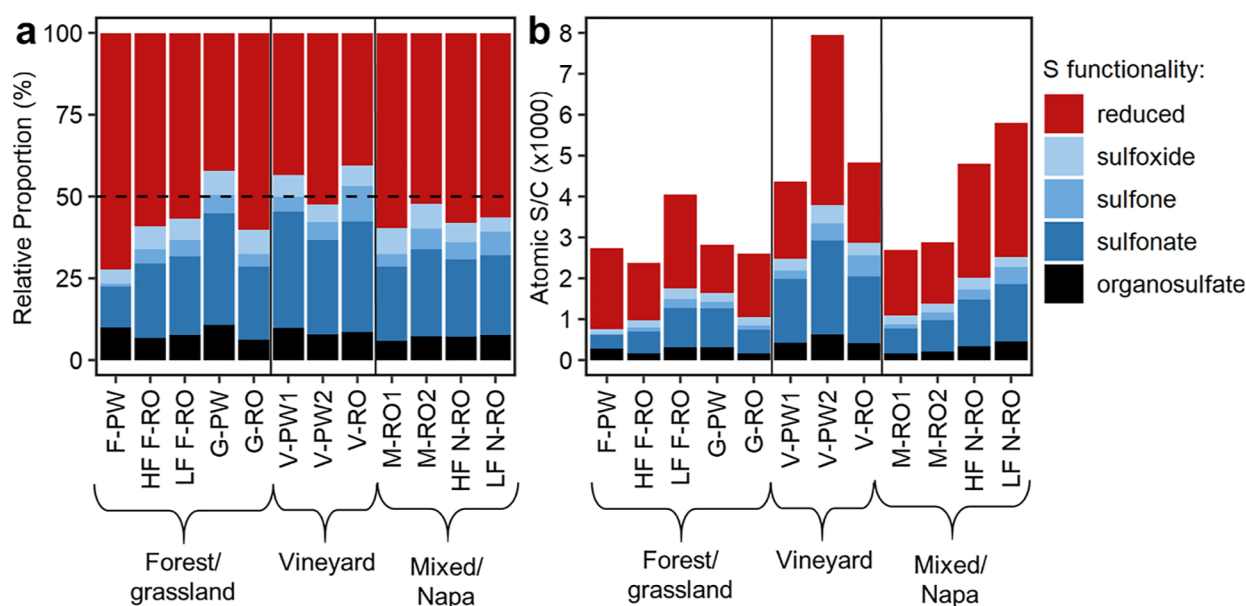 a
Relative Proportion (%)
100
75
50
25
0
F-PW
HF F-RO
LF F-RO
G-PW
G-RO
V-PW1
V-PW2
V-RO
M-RO1
M-RO2
HF N-RO
LF N-RO
Forest/
grassland
Vineyard
Mixed/
Napa
b
Atomic S/C (x1000)
8
7
6
5
4
3
2
1
0
F-PW
HF F-RO
LF F-RO
G-PW
G-RO
V-PW1
V-PW2
V-RO
M-RO1
M-RO2
HF N-RO
LF N-RO
Forest/
grassland
Vineyard
Mixed/
Napa
S functionality:
reduced
sulfoxide
sulfone
sulfonate
organosulfate